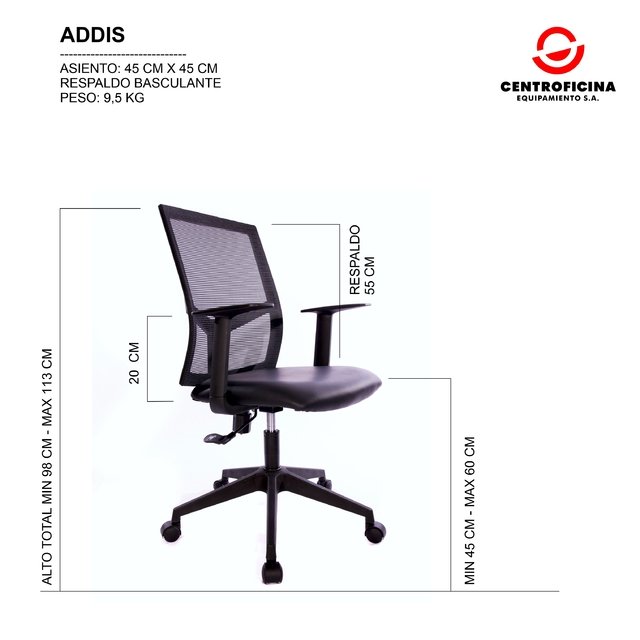 ADDIS
-----------------------------
ASIENTO: 45 CM X 45 CM
RESPALDO BASCULANTE
PESO: 9,5 KG
CENTROFICINA
EQUIPAMIENTO S.A.
RESPALDO
55 CM
20 CM
ALTO TOTAL MIN 98 CM - MAX 113 CM
MIN 45 CM - MAX 60 CM